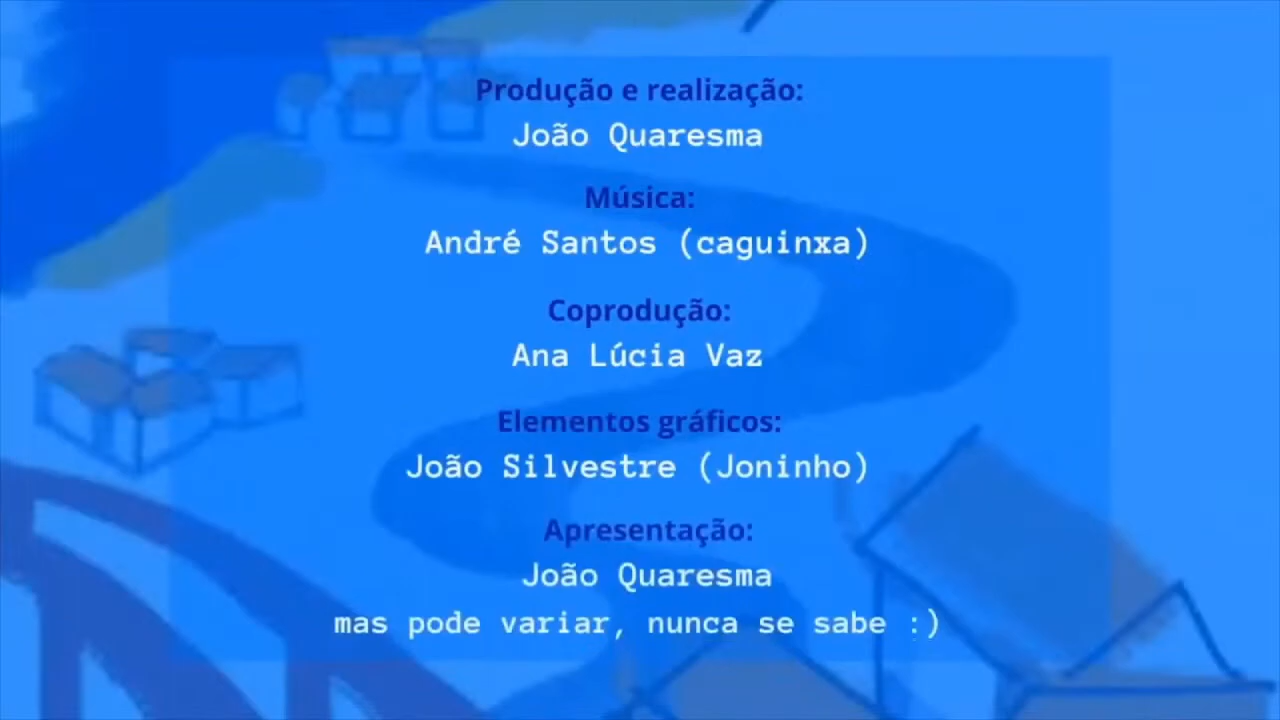 Produção e realização:
João Quaresma
Música:
André Santos (caguinxa)
Coprodução:
Ana Lúcia Vaz
Elementos gráficos:
João Silvestre (Joninho)
Apresentação:
João Quaresma
mas pode variar, nunca se sabe :)